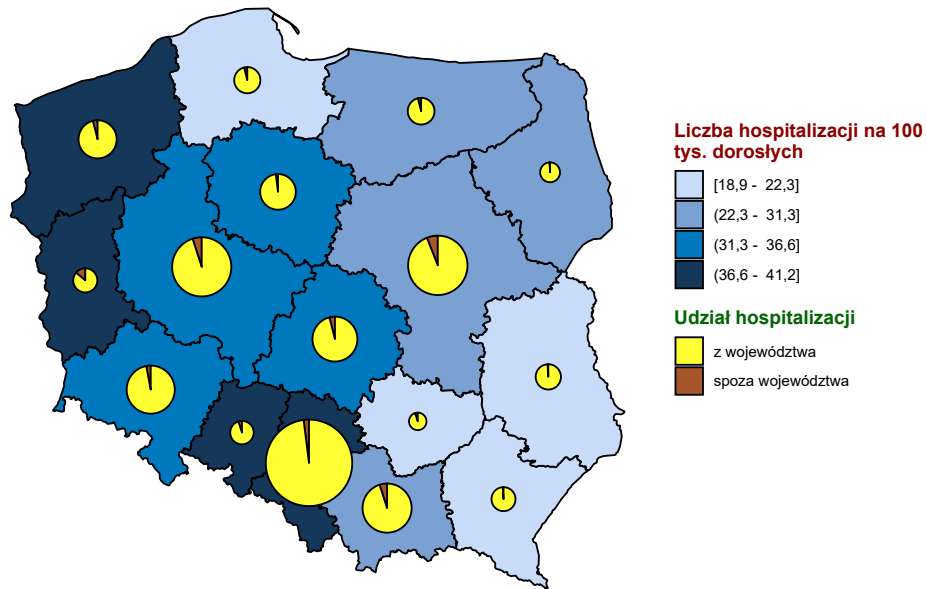 Liczba hospitalizacji na 100
tys. dorosłych
[18,9 - 22,3]
(22,3 - 31,3]
(31,3 - 36,6]
(36,6 - 41,2]
Udział hospitalizacji
z województwa
spoza województwa